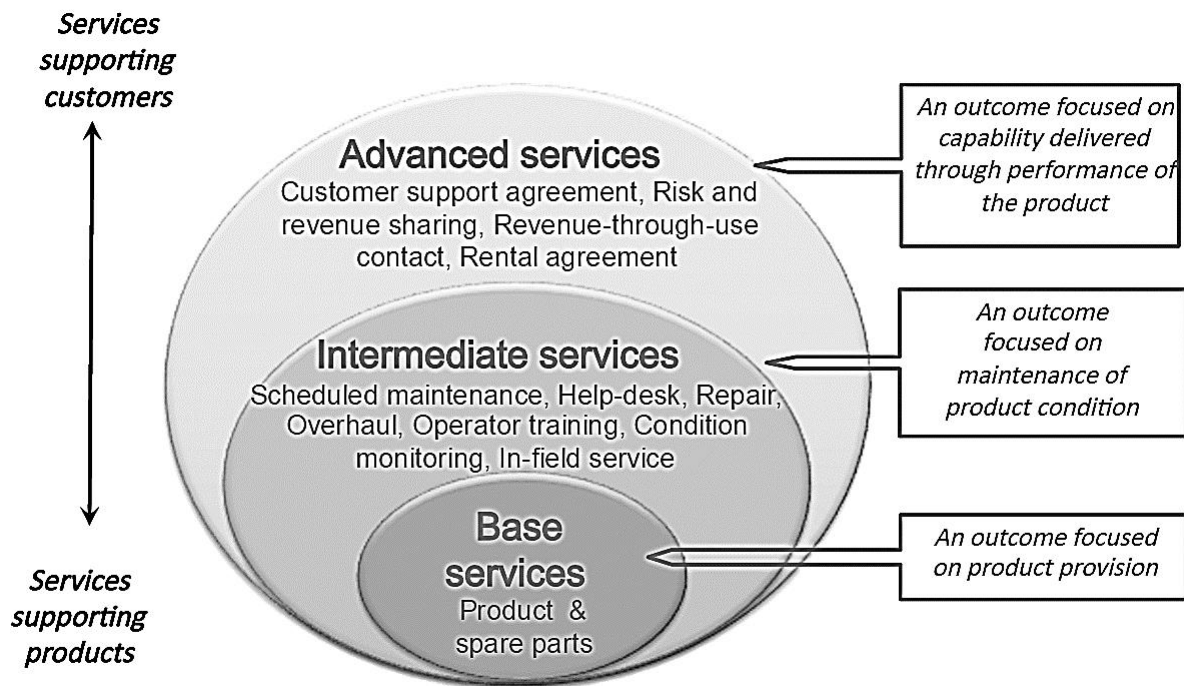 Services
supporting
customers
Advanced services
Customer support agreement, Risk and
revenue sharing, Revenue-through-use
contact, Rental agreement
An outcome focused on
capability delivered
through performance of
the product
Intermediate services
Scheduled maintenance, Help-desk, Repair,
Overhaul, Operator training, Condition
monitoring, In-field service
An outcome
focused on
maintenance of
product condition
Base
services
Product &
spare parts
An outcome focused
on product provision
Services
supporting
products